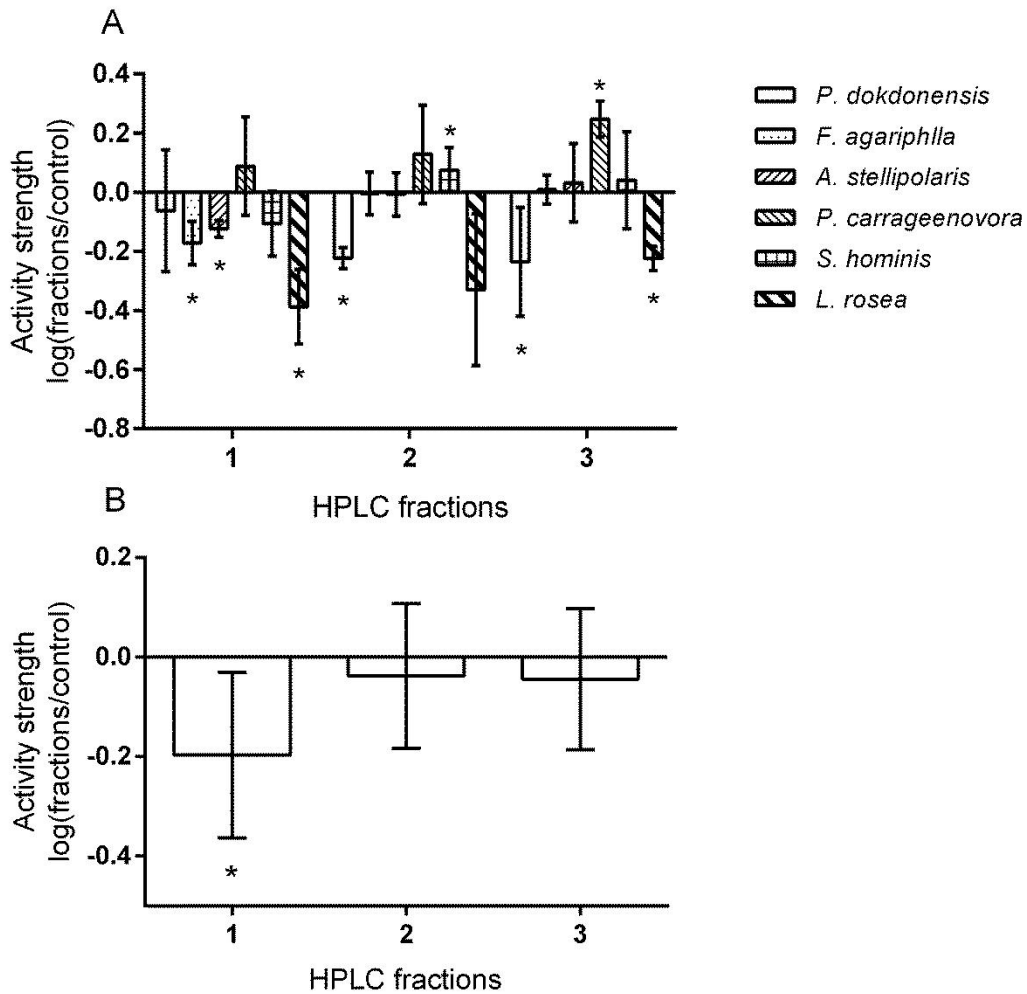 A
0.4
0.2
0.0
-0.2
-0.4
-0.6
-0.8
Activity strength
log(fractions/control)
* * * * * * * *
1 2 3
HPLC fractions
P. dokdonensis
F. agariphlla
A. stellipolaris
P. carrageenovora
S. hominis
L. rosea
B
0.2
0.0
-0.2
-0.4
Activity strength
log(fractions/control)
*
1 2 3
HPLC fractions